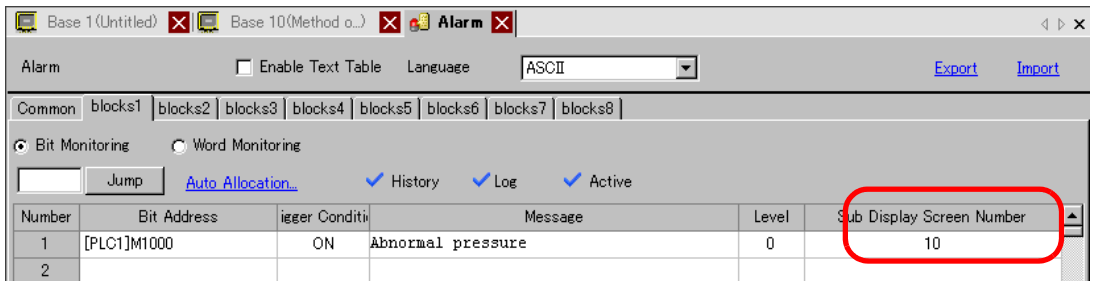 Base 1(Untitled) Base 10(Method o...) Alarm
Alarm Enable Text Table Language ASCII Export Import
Common blocks1 blocks2 blocks3 blocks4 blocks5 blocks6 blocks7 blocks8
Bit Monitoring Word Monitoring
Jump Auto Allocation... History Log Active
Number Bit Address igger Conditi Message Level Sub Display Screen Number
1 [PLC1]M1000 ON Abnormal pressure 0 10
2